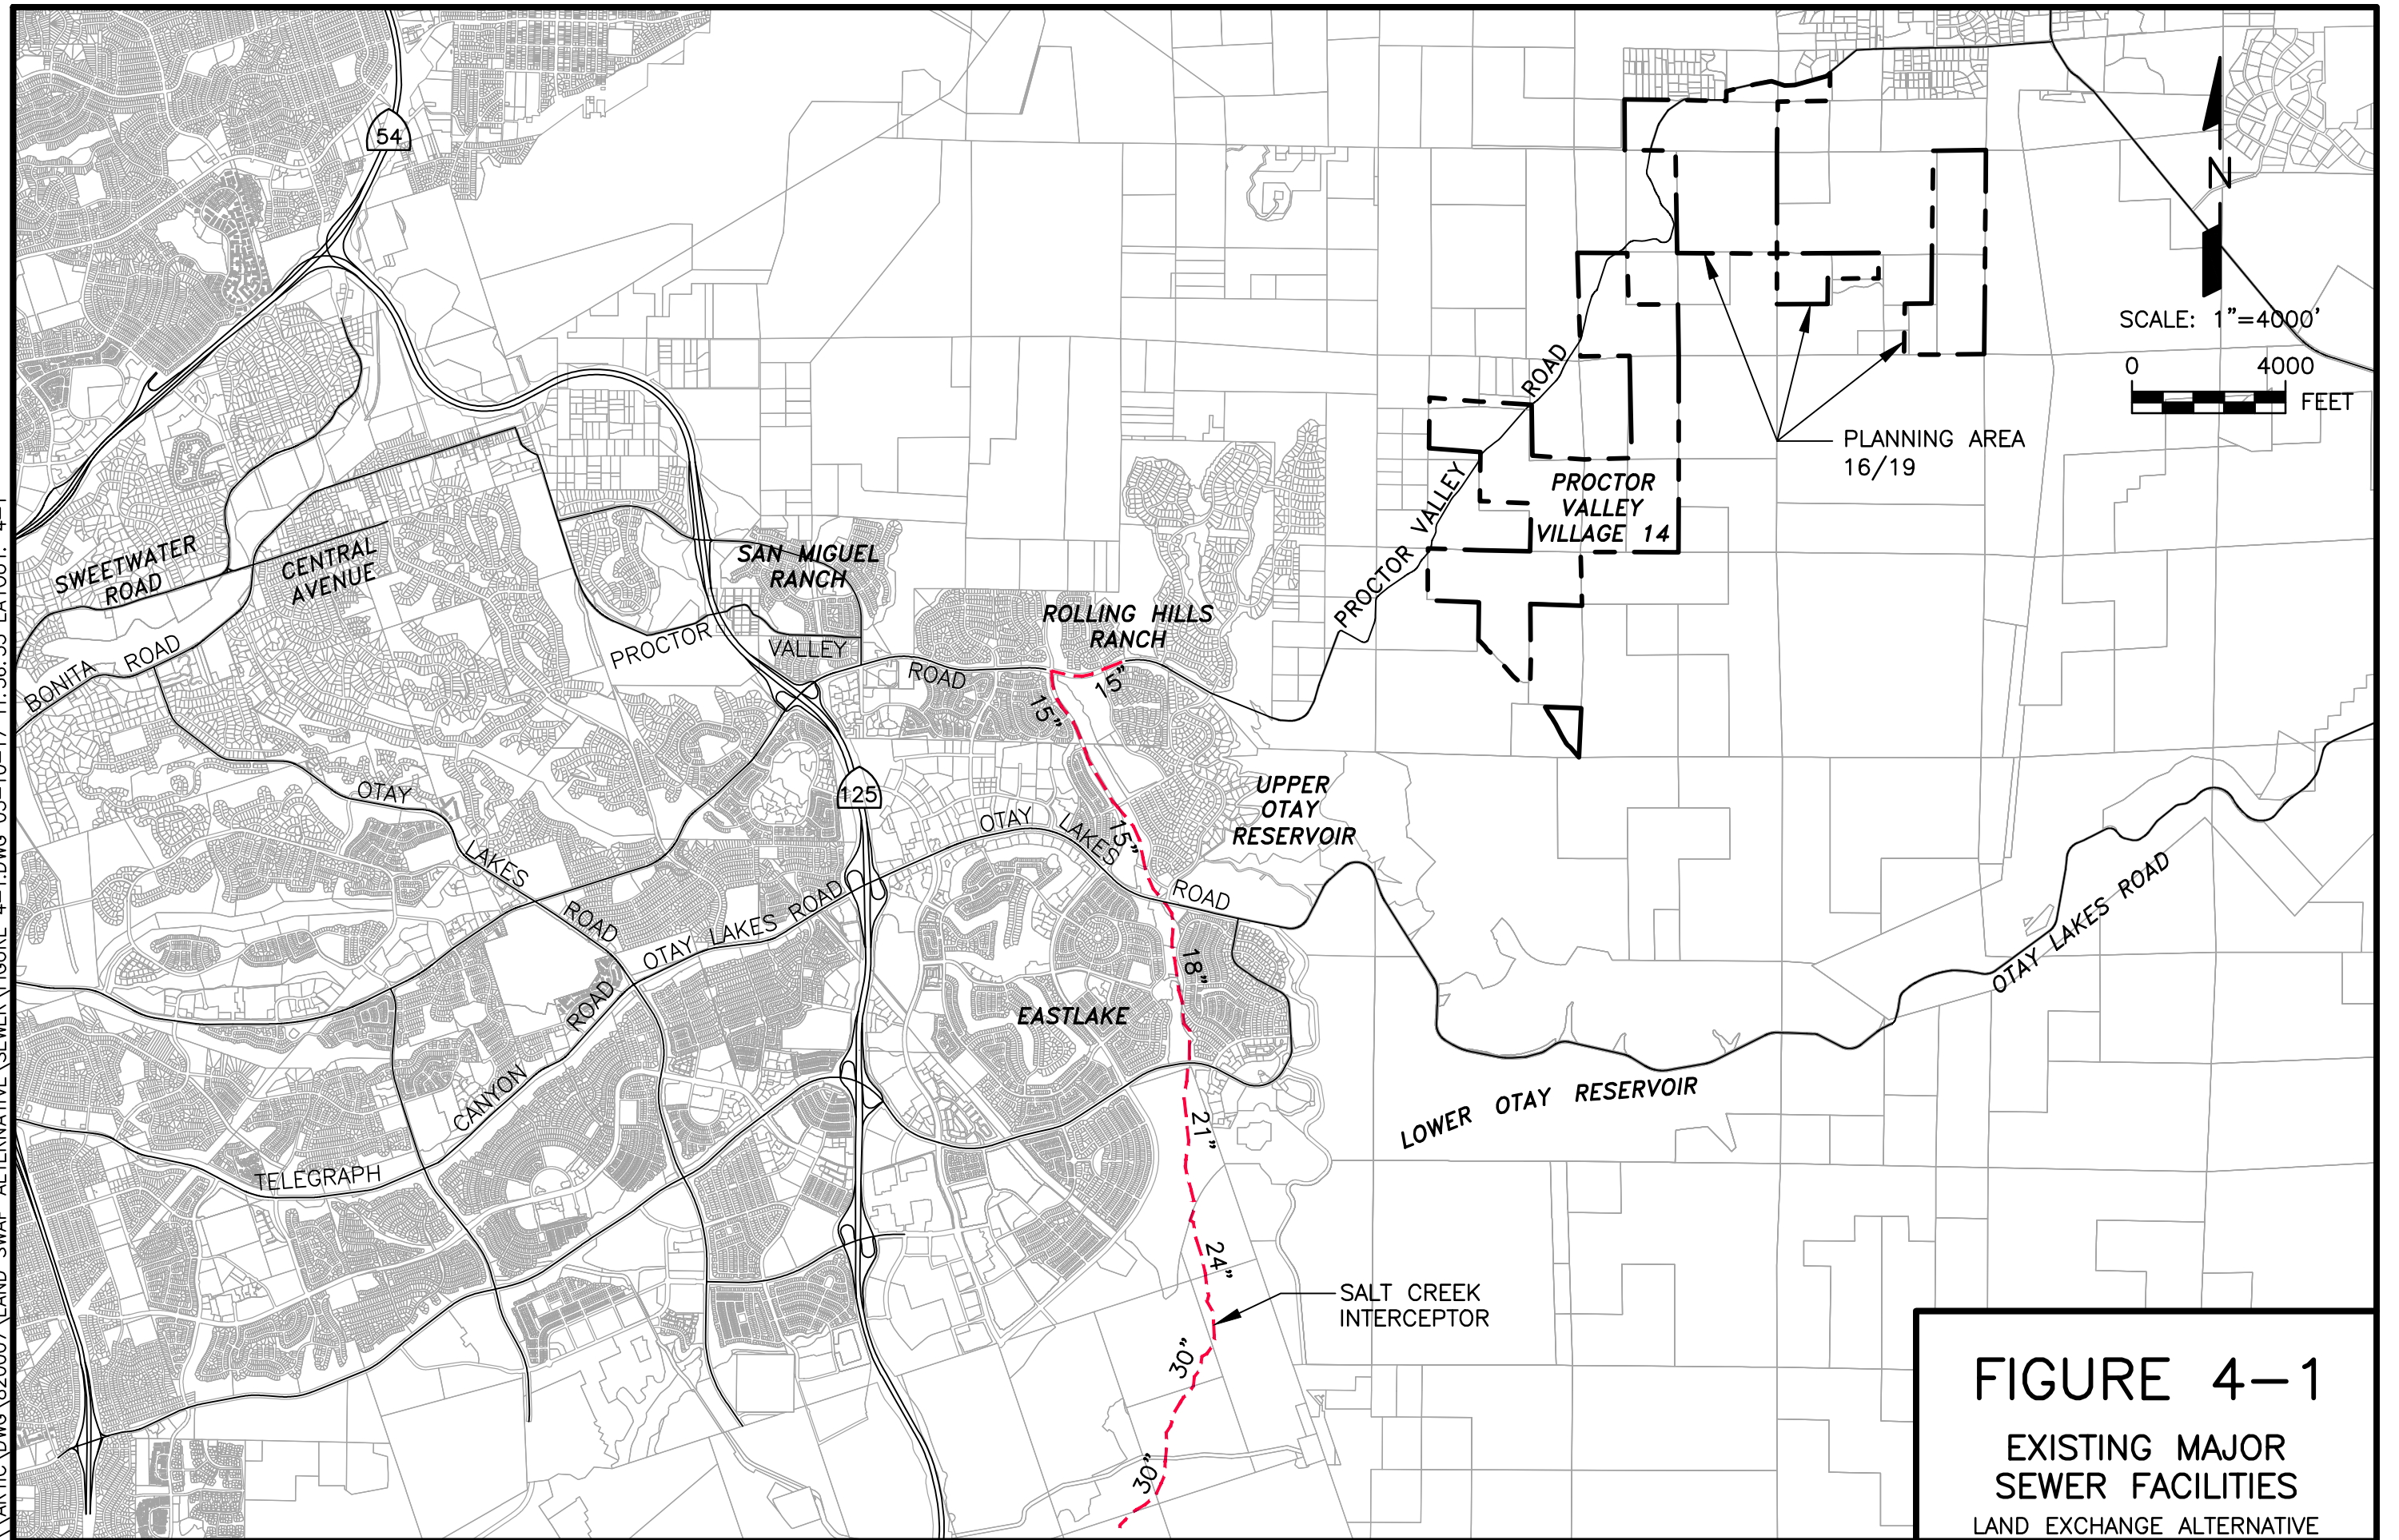 54
N
SCALE: 1"=4000'
0 4000
FEET
PLANNING AREA
16/19
PROCTOR VALLEY ROAD
PROCTOR
VALLEY
VILLAGE 14
SWEETWATER
ROAD
CENTRAL
AVENUE
SAN MIGUEL
RANCH
ROLLING HILLS
RANCH
BONITA ROAD
PROCTOR VALLEY ROAD
15"
15"
15"
UPPER
OTAY
RESERVOIR
125
OTAY LAKES ROAD
OTAY LAKES ROAD
OTAY LAKES ROAD
18"
EASTLAKE
OTAY LAKES ROAD
TELEGRAPH CANYON ROAD
21"
LOWER OTAY RESERVOIR
24"
SALT CREEK
INTERCEPTOR
30"
30"
FIGURE 4-1
EXISTING MAJOR
SEWER FACILITIES
LAND EXCHANGE ALTERNATIVE